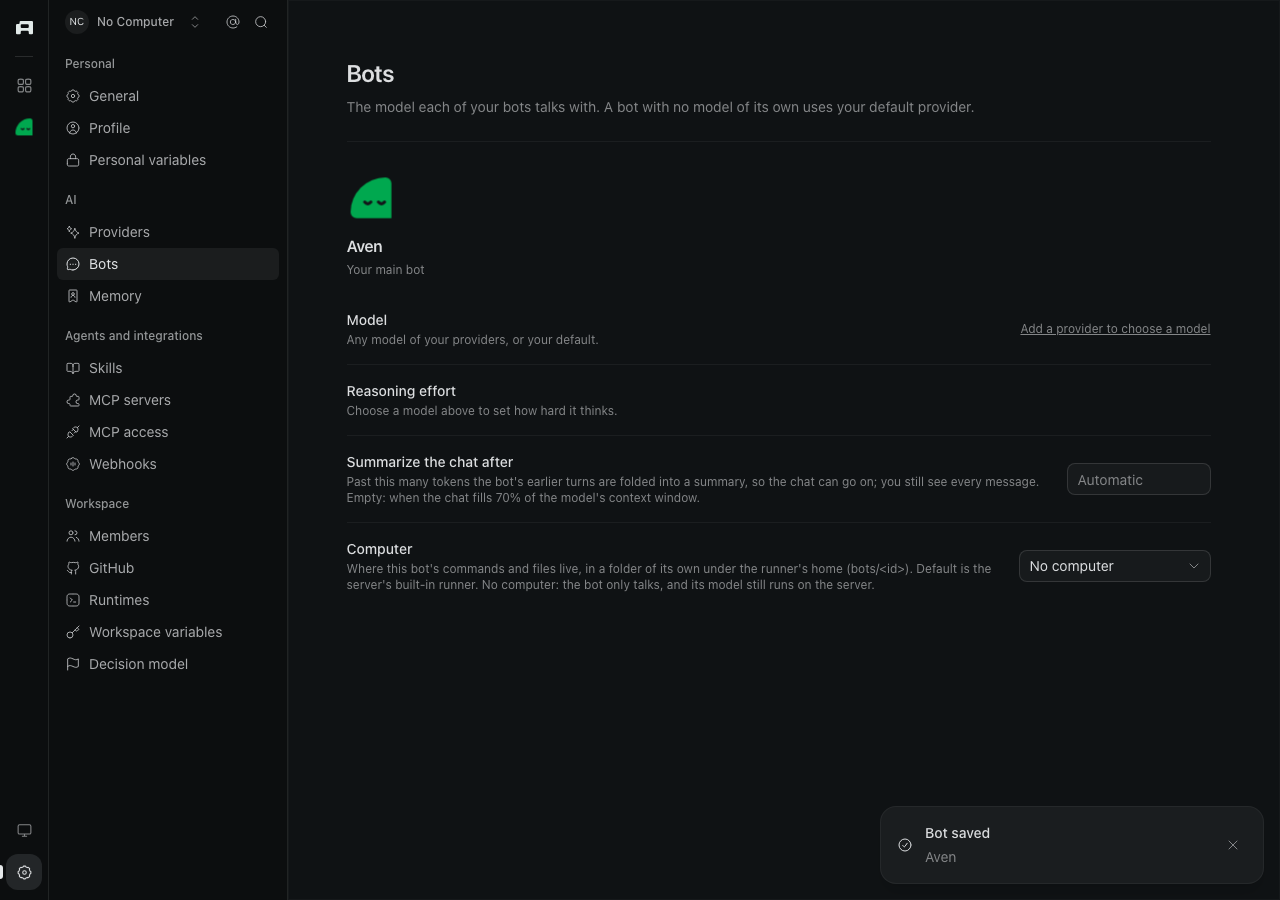 NC No Computer
Personal
General
Profile
Personal variables
AI
Providers
Bots
Memory
Agents and integrations
Skills
MCP servers
MCP access
Webhooks
Workspace
Members
GitHub
Runtimes
Workspace variables
Decision model
Bots
The model each of your bots talks with. A bot with no model of its own uses your default provider.
Aven
Your main bot
Model
Any model of your providers, or your default.
Add a provider to choose a model
Reasoning effort
Choose a model above to set how hard it thinks.
Summarize the chat after
Past this many tokens the bot's earlier turns are folded into a summary, so the chat can go on; you still see every message.
Empty: when the chat fills 70% of the model's context window.
Automatic
Computer
Where this bot's commands and files live, in a folder of its own under the runner's home (bots/<id>). Default is the
server's built-in runner. No computer: the bot only talks, and its model still runs on the server.
No computer
Bot saved
Aven